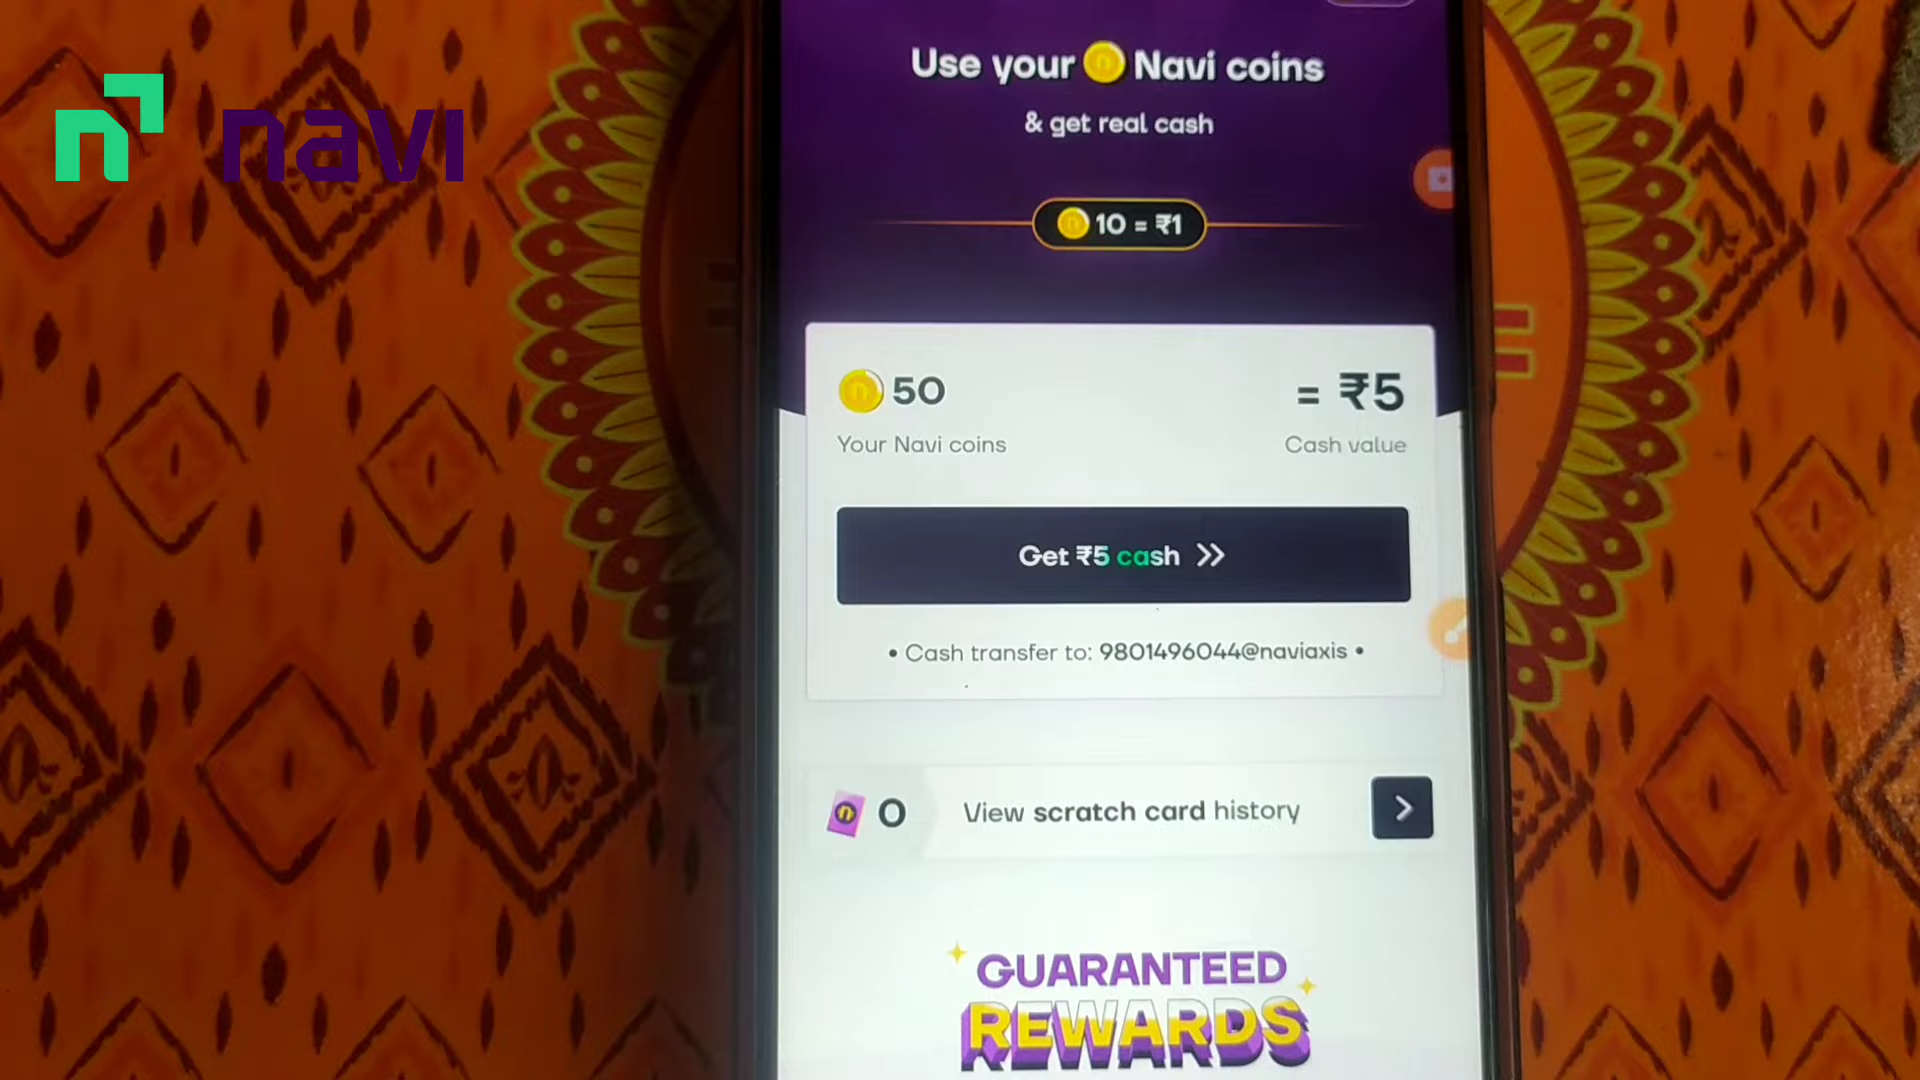 navi
Use your Navi coins
& get real cash
10 = ₹1
50 = ₹5
Your Navi coins Cash value
Get ₹5 cash >>
• Cash transfer to: 9801496044@naviaxis •
0 View scratch card history >
GUARANTEED
REWARDS